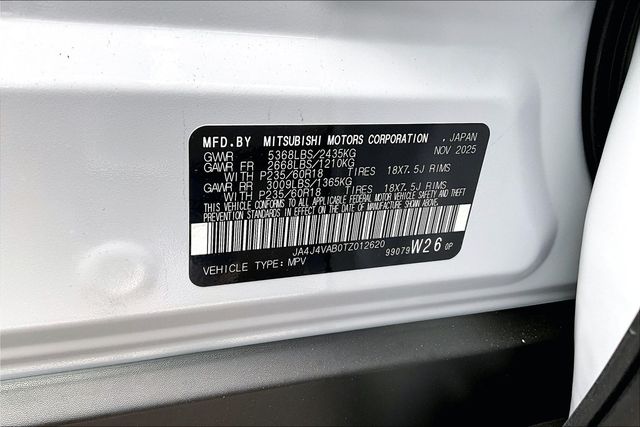 MFD.BY MITSUBISHI MOTORS CORPORATION , JAPAN
GVWR 5368LBS/2435KG NOV 2025
GAWR FR 2668LBS/1210KG
WITH P235/60R18 TIRES 18X7.5J RIMS
GAWR RR 3009LBS/1365KG
WITH P235/60R18 TIRES 18X7.5J RIMS
THIS VEHICLE CONFORMS TO ALL APPLICABLE FEDERAL MOTOR VEHICLE SAFETY AND THEFT
PREVENTION STANDARDS IN EFFECT ON THE DATE OF MANUFACTURE SHOWN ABOVE.
JA4J4VAB0TZ012620 99079 W26 0P
VEHICLE TYPE:MPV